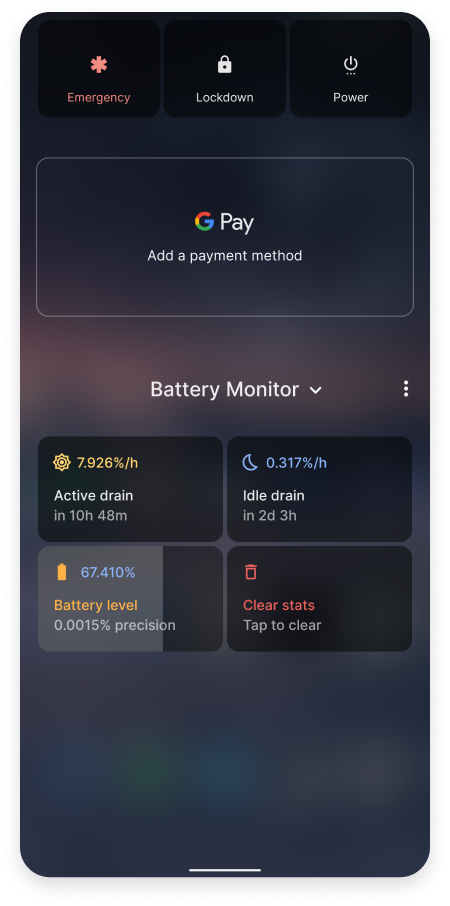 Emergency
Lockdown
Power
G Pay
Add a payment method
Battery Monitor
7.926%/h
Active drain
in 10h 48m
0.317%/h
Idle drain
in 2d 3h
67.410%
Battery level
0.0015% precision
Clear stats
Tap to clear